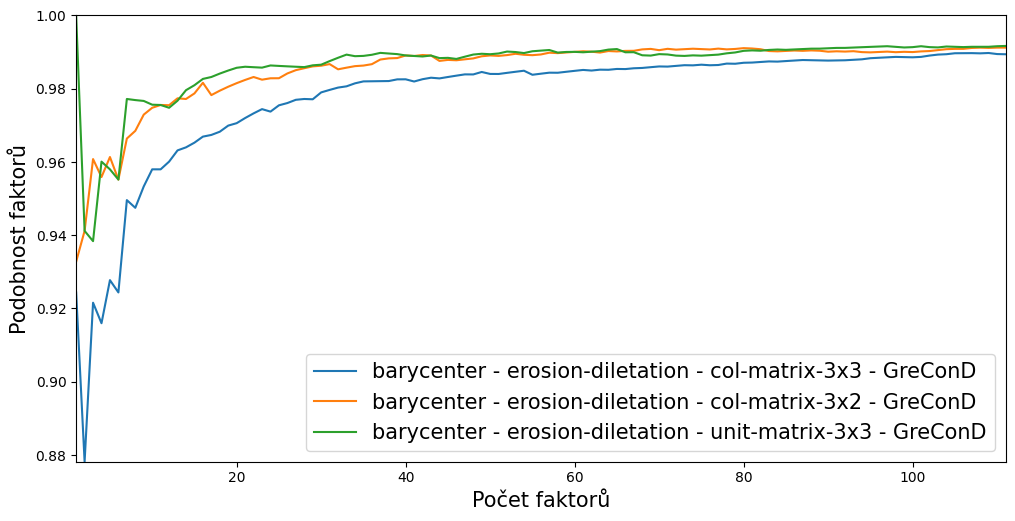 1.00
0.98
0.96
0.94
0.92
0.90
0.88
Podobnost faktorů
barycenter - erosion-diletation - col-matrix-3x3 - GreConD
barycenter - erosion-diletation - col-matrix-3x2 - GreConD
barycenter - erosion-diletation - unit-matrix-3x3 - GreConD
20 40 60 80 100
Počet faktorů